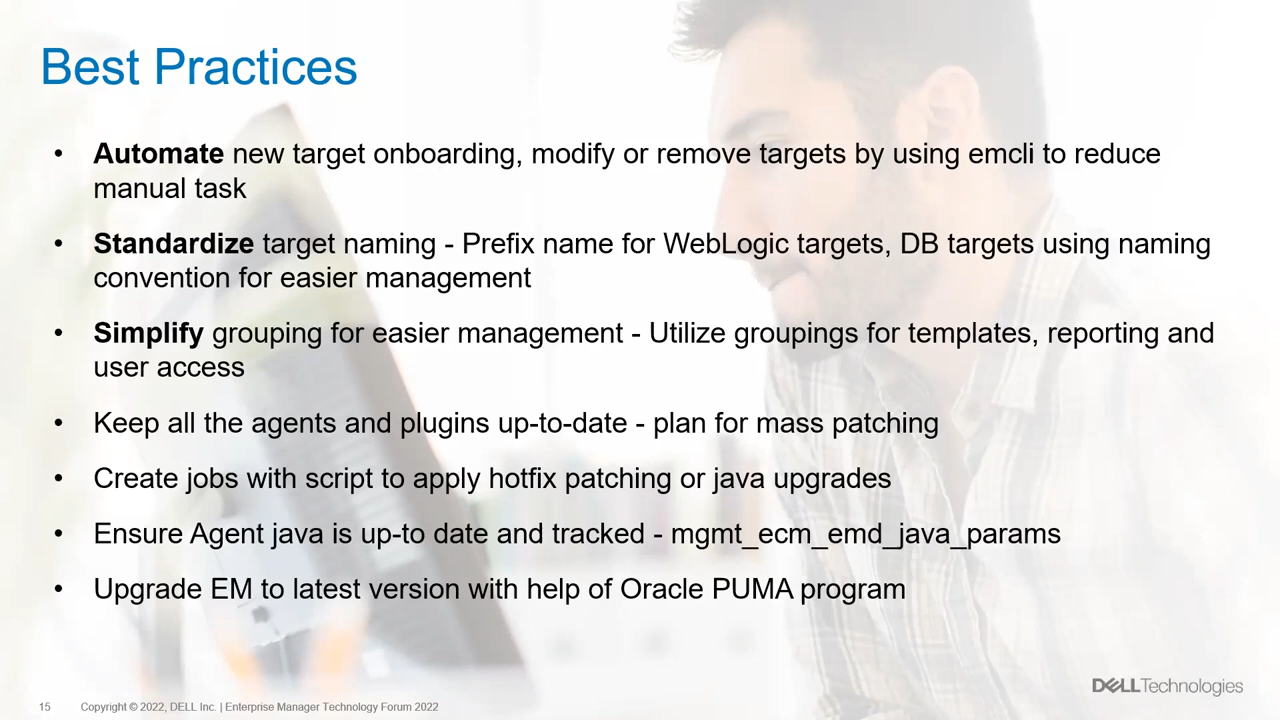 Best Practices
• Automate new target onboarding, modify or remove targets by using emcli to reduce
manual task
• Standardize target naming - Prefix name for WebLogic targets, DB targets using naming
convention for easier management
• Simplify grouping for easier management - Utilize groupings for templates, reporting and
user access
• Keep all the agents and plugins up-to-date - plan for mass patching
• Create jobs with script to apply hotfix patching or java upgrades
• Ensure Agent java is up-to date and tracked - mgmt_ecm_emd_java_params
• Upgrade EM to latest version with help of Oracle PUMA program
DELLTechnologies
15 Copyright © 2022, DELL Inc. | Enterprise Manager Technology Forum 2022